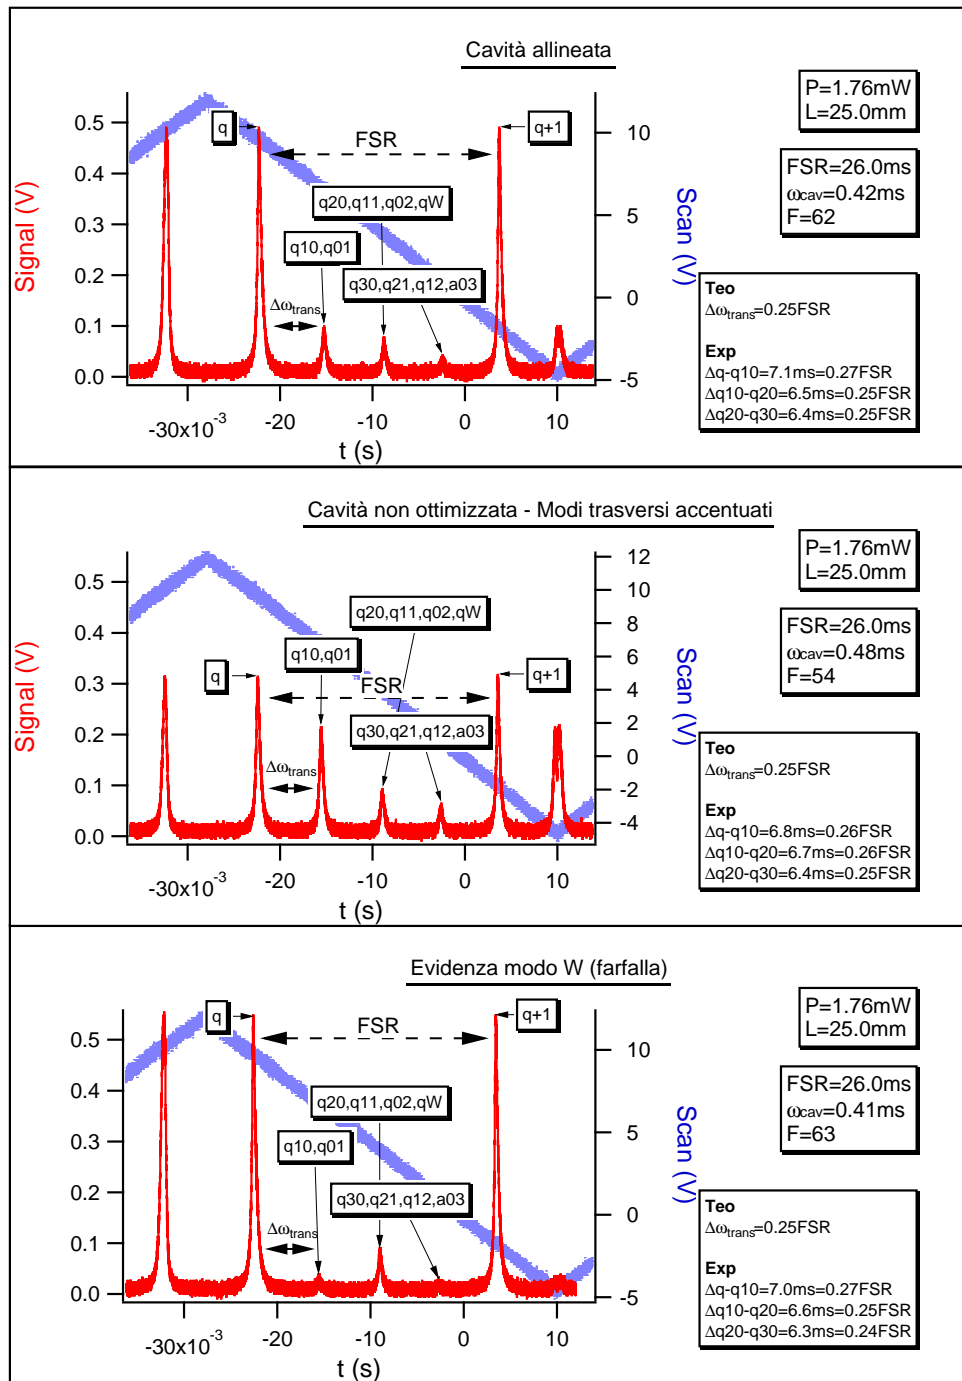 Cavità allineata
P=1.76mW
L=25.0mm
FSR=26.0ms
ωcav=0.42ms
F=62
Teo
Δωtrans=0.25FSR
Exp
Δq-q10=7.1ms=0.27FSR
Δq10-q20=6.5ms=0.25FSR
Δq20-q30=6.4ms=0.25FSR
q
FSR
q+1
q20,q11,q02,qW
q10,q01
q30,q21,q12,a03
Δωtrans
Signal (V)
0.5
0.4
0.3
0.2
0.1
0.0
Scan (V)
10
5
0
-5
-30x10-3
-20
-10
0
10
t (s)
Cavità non ottimizzata - Modi trasversi accentuati
P=1.76mW
L=25.0mm
FSR=26.0ms
ωcav=0.48ms
F=54
Teo
Δωtrans=0.25FSR
Exp
Δq-q10=6.8ms=0.26FSR
Δq10-q20=6.7ms=0.26FSR
Δq20-q30=6.4ms=0.25FSR
q20,q11,q02,qW
q10,q01
q
FSR
q+1
q30,q21,q12,a03
Δωtrans
Signal (V)
0.5
0.4
0.3
0.2
0.1
0.0
Scan (V)
12
10
8
6
4
2
0
-2
-4
-30x10-3
-20
-10
0
10
t (s)
Evidenza modo W (farfalla)
P=1.76mW
L=25.0mm
FSR=26.0ms
ωcav=0.41ms
F=63
Teo
Δωtrans=0.25FSR
Exp
Δq-q10=7.0ms=0.27FSR
Δq10-q20=6.6ms=0.25FSR
Δq20-q30=6.3ms=0.24FSR
q
FSR
q+1
q20,q11,q02,qW
q10,q01
q30,q21,q12,a03
Δωtrans
Signal (V)
0.5
0.4
0.3
0.2
0.1
0.0
Scan (V)
10
5
0
-5
-30x10-3
-20
-10
0
10
t (s)